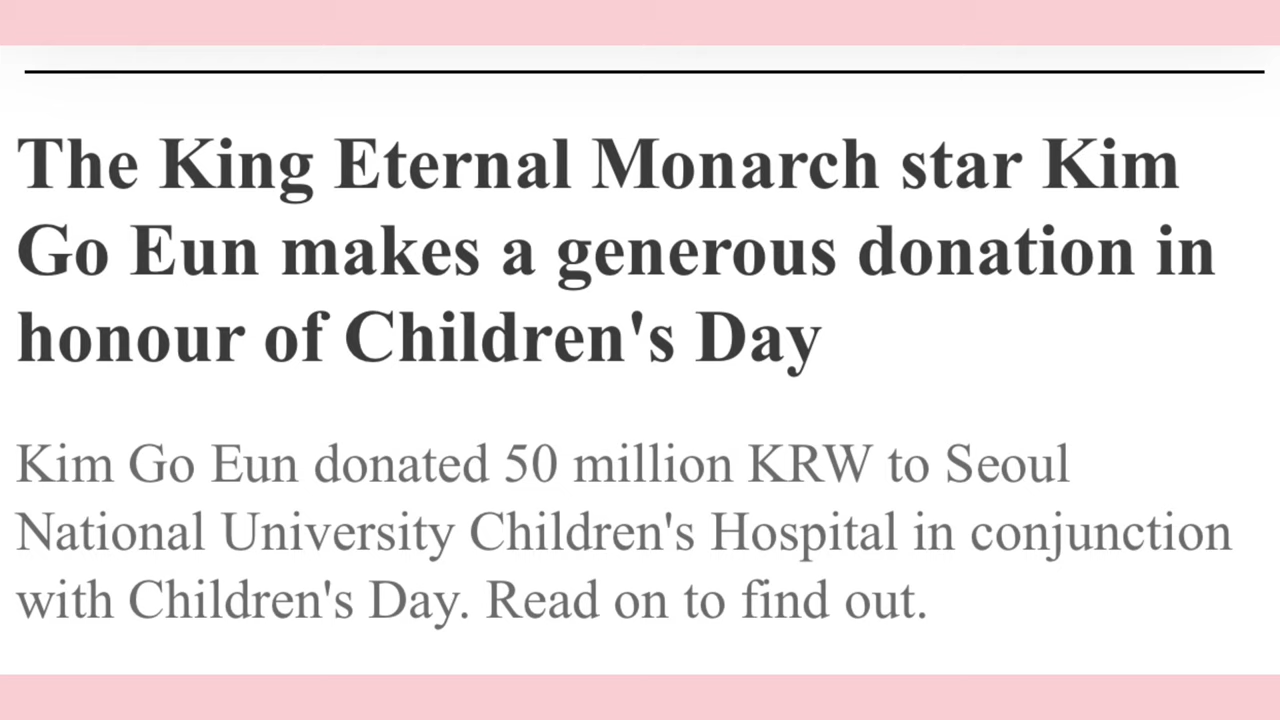 The King Eternal Monarch star Kim
Go Eun makes a generous donation in
honour of Children's Day
Kim Go Eun donated 50 million KRW to Seoul
National University Children's Hospital in conjunction
with Children's Day. Read on to find out.